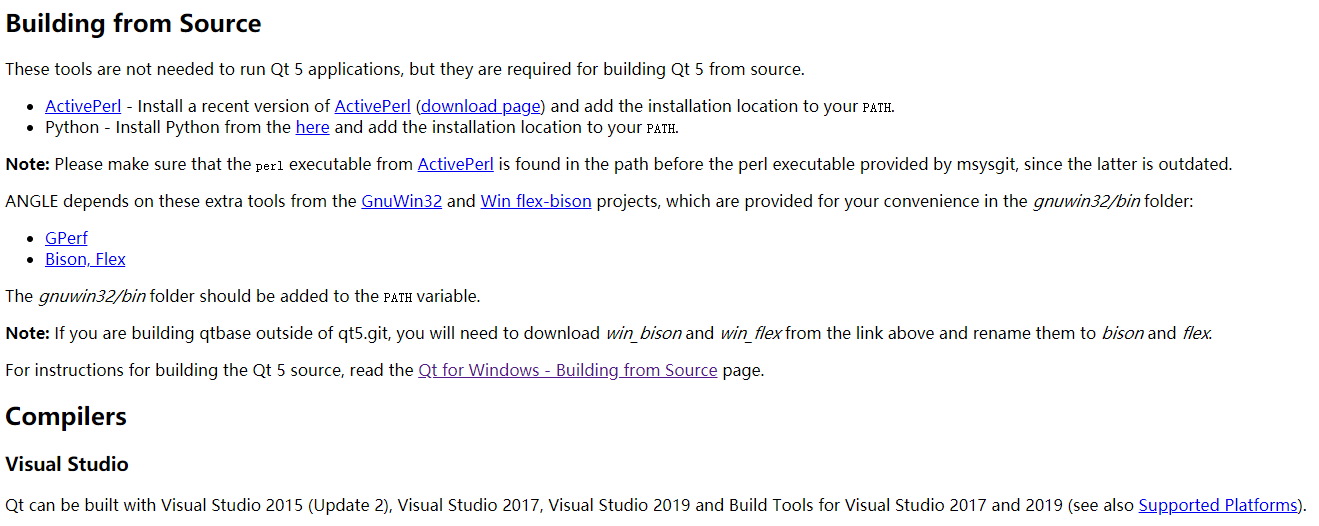 Building from Source
These tools are not needed to run Qt 5 applications, but they are required for building Qt 5 from source.
• ActivePerl - Install a recent version of ActivePerl (download page) and add the installation location to your PATH.
• Python - Install Python from the here and add the installation location to your PATH.
Note: Please make sure that the perl executable from ActivePerl is found in the path before the perl executable provided by msysgit, since the latter is outdated.
ANGLE depends on these extra tools from the GnuWin32 and Win flex-bison projects, which are provided for your convenience in the gnuwin32/bin folder:
• GPerf
• Bison, Flex
The gnuwin32/bin folder should be added to the PATH variable.
Note: If you are building qtbase outside of qt5.git, you will need to download win_bison and win_flex from the link above and rename them to bison and flex.
For instructions for building the Qt 5 source, read the Qt for Windows - Building from Source page.
Compilers
Visual Studio
Qt can be built with Visual Studio 2015 (Update 2), Visual Studio 2017, Visual Studio 2019 and Build Tools for Visual Studio 2017 and 2019 (see also Supported Platforms).